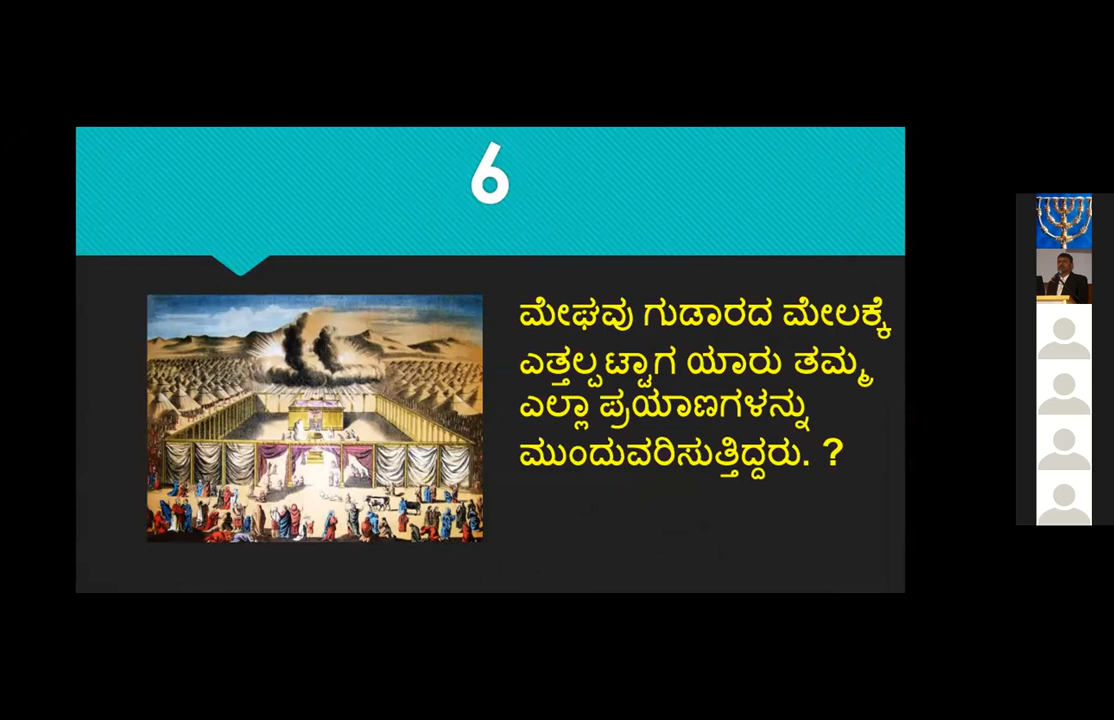 6
ಮೇಘವು ಗುಡಾರದ ಮೇಲಕ್ಕೆ
ಎತ್ತಲ್ಪಟ್ಟಾಗ ಯಾರು ತಮ್ಮ
ಎಲ್ಲಾ ಪ್ರಯಾಣಗಳನ್ನು
ಮುಂದುವರಿಸುತ್ತಿದ್ದರು. ?